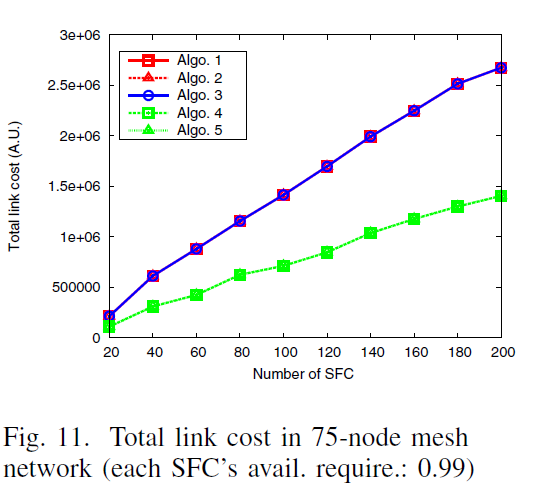 3e+06
2.5e+06
2e+06
1.5e+06
1e+06
500000
0
Total link cost (A.U.)
Algo. 1
Algo. 2
Algo. 3
Algo. 4
Algo. 5
20 40 60 80 100 120 140 160 180 200
Number of SFC
Fig. 11. Total link cost in 75-node mesh
network (each SFC's avail. require.: 0.99)